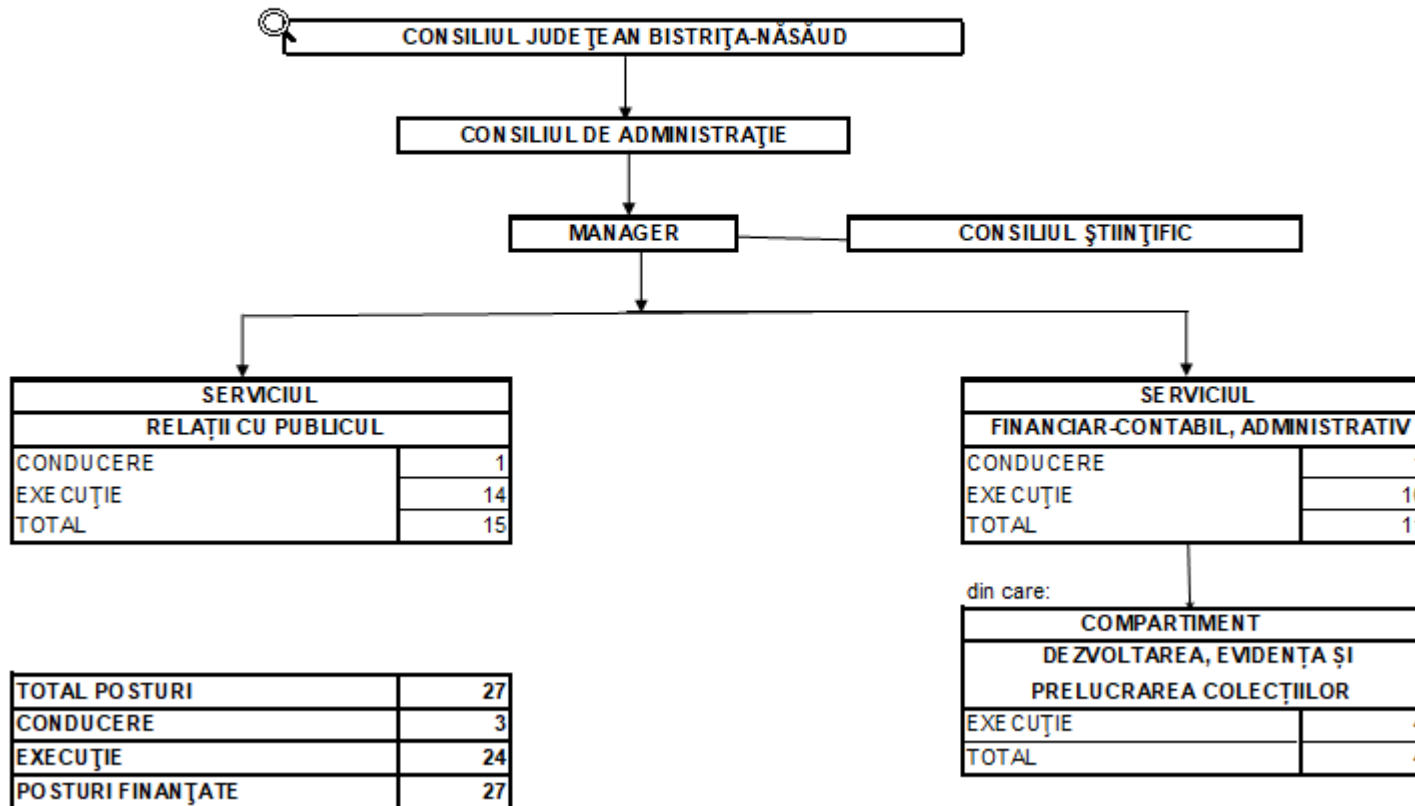 CONSILIUL JUDEŢEAN BISTRIŢA-NĂSĂUD
CONSILIUL DE ADMINISTRAŢIE
MANAGER
CONSILIUL ŞTIINŢIFIC
SERVICIUL
RELAȚII CU PUBLICUL
CONDUCERE 1
EXECUŢIE 14
TOTAL 15
SERVICIUL
FINANCIAR-CONTABIL, ADMINISTRATIV
CONDUCERE
EXECUŢIE
TOTAL
din care:
COMPARTIMENT
DEZVOLTAREA, EVIDENȚA ȘI
PRELUCRAREA COLECȚIILOR
EXECUŢIE
TOTAL
TOTAL POSTURI 27
CONDUCERE 3
EXECUŢIE 24
POSTURI FINANŢATE 27